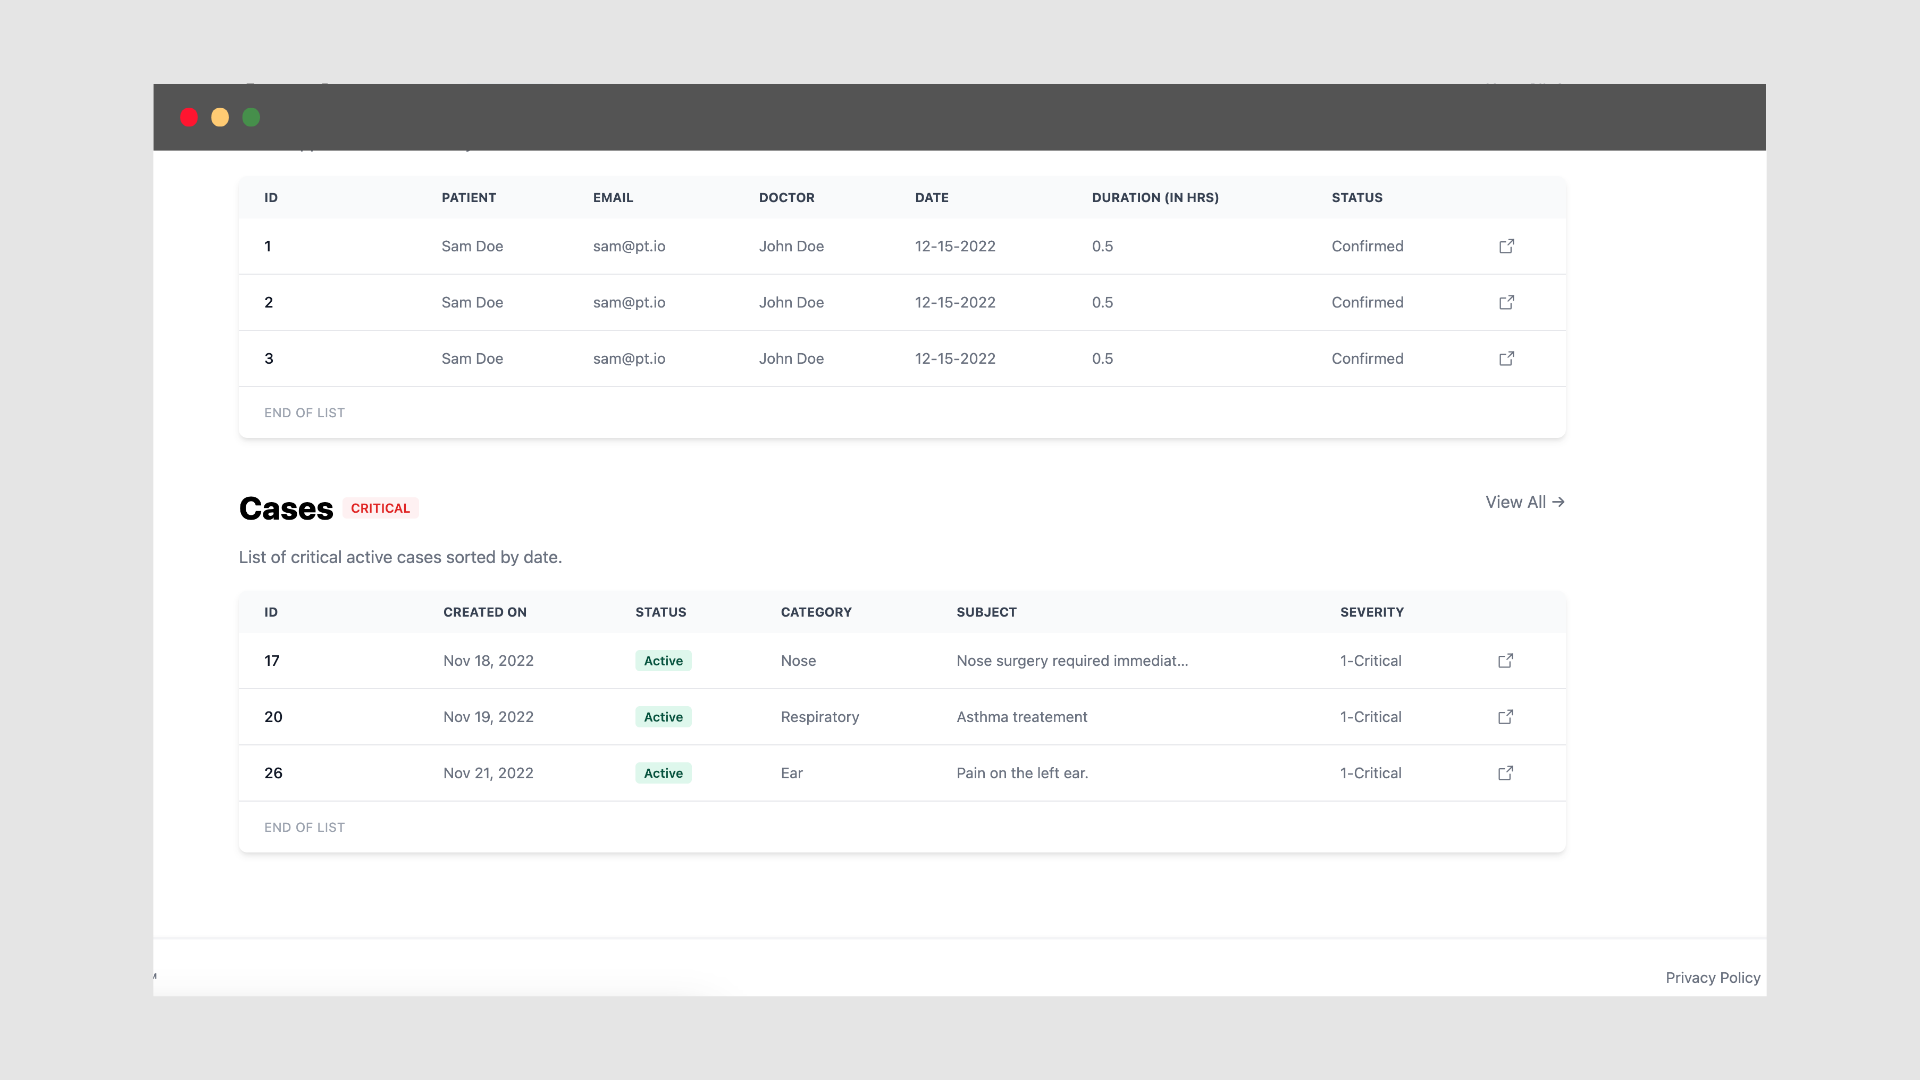 ID PATIENT EMAIL DOCTOR DATE DURATION (IN HRS) STATUS
1 Sam Doe sam@pt.io John Doe 12-15-2022 0.5 Confirmed
2 Sam Doe sam@pt.io John Doe 12-15-2022 0.5 Confirmed
3 Sam Doe sam@pt.io John Doe 12-15-2022 0.5 Confirmed
END OF LIST
Cases CRITICAL
View All →
List of critical active cases sorted by date.
ID CREATED ON STATUS CATEGORY SUBJECT SEVERITY
17 Nov 18, 2022 Active Nose Nose surgery required immediat... 1-Critical
20 Nov 19, 2022 Active Respiratory Asthma treatement 1-Critical
26 Nov 21, 2022 Active Ear Pain on the left ear. 1-Critical
END OF LIST
Privacy Policy